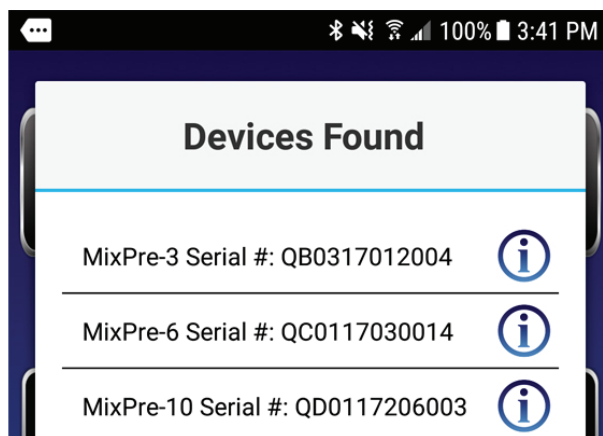 100% 3:41 PM
Devices Found
MixPre-3 Serial #: QB0317012004
MixPre-6 Serial #: QC0117030014
MixPre-10 Serial #: QD0117206003